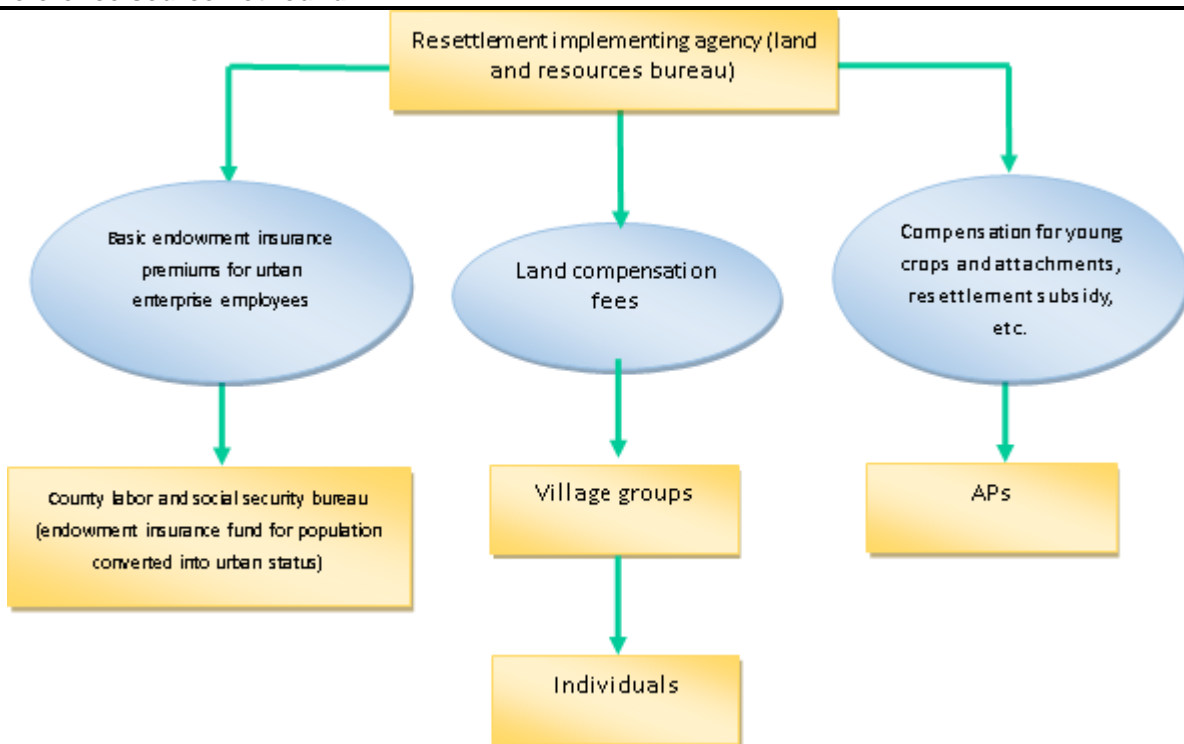 Resettlement implementing agency (land
and resources bureau)
Basic endowment insurance
premiums for urban
enterprise employees
Land compensation
fees
Compensation for young
crops and attachments,
resettlement subsidy,
etc.
County labor and social security bureau
(endowment insurance fund for population
converted into urban status)
Village groups
APs
Individuals